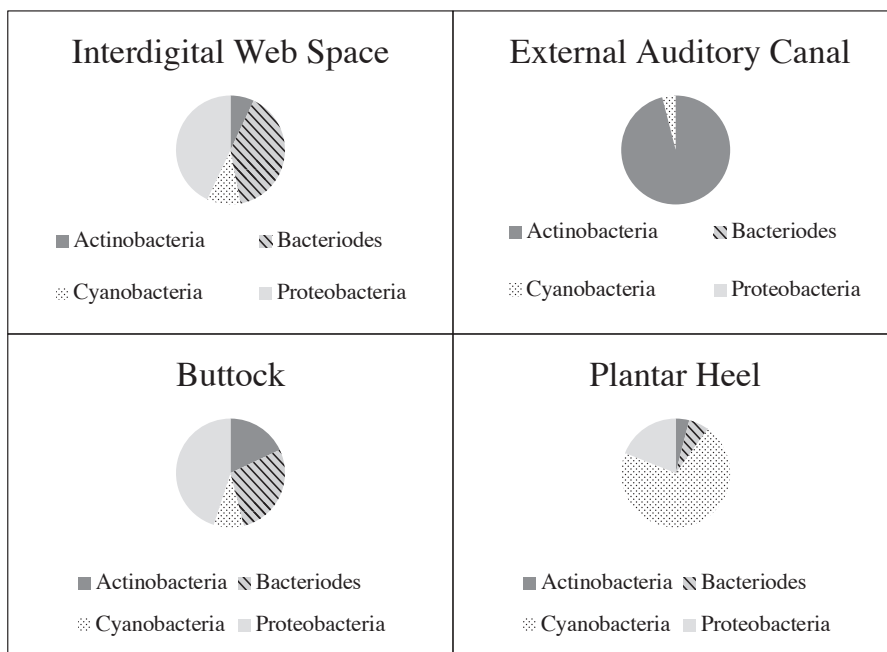 Interdigital Web Space
Actinobacteria Bacteriodes
Cyanobacteria Proteobacteria
External Auditory Canal
Actinobacteria Bacteriodes
Cyanobacteria Proteobacteria
Buttock
Actinobacteria Bacteriodes
Cyanobacteria Proteobacteria
Plantar Heel
Actinobacteria Bacteriodes
Cyanobacteria Proteobacteria